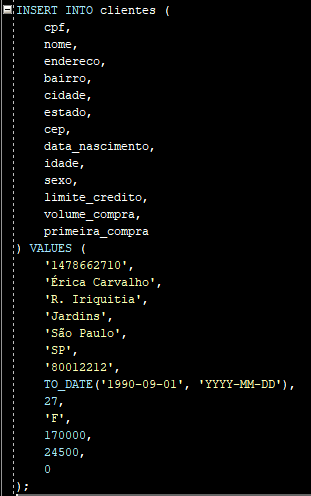 INSERT INTO clientes (
cpf,
nome,
endereco,
bairro,
cidade,
estado,
cep,
data_nascimento,
idade,
sexo,
limite_credito,
volume_compra,
primeira_compra
) VALUES (
'1478662710',
'Érica Carvalho',
'R. Iriquitia',
'Jardins',
'São Paulo',
'SP',
'80012212',
TO_DATE('1990-09-01', 'YYYY-MM-DD'),
27,
'F',
170000,
24500,
0
);